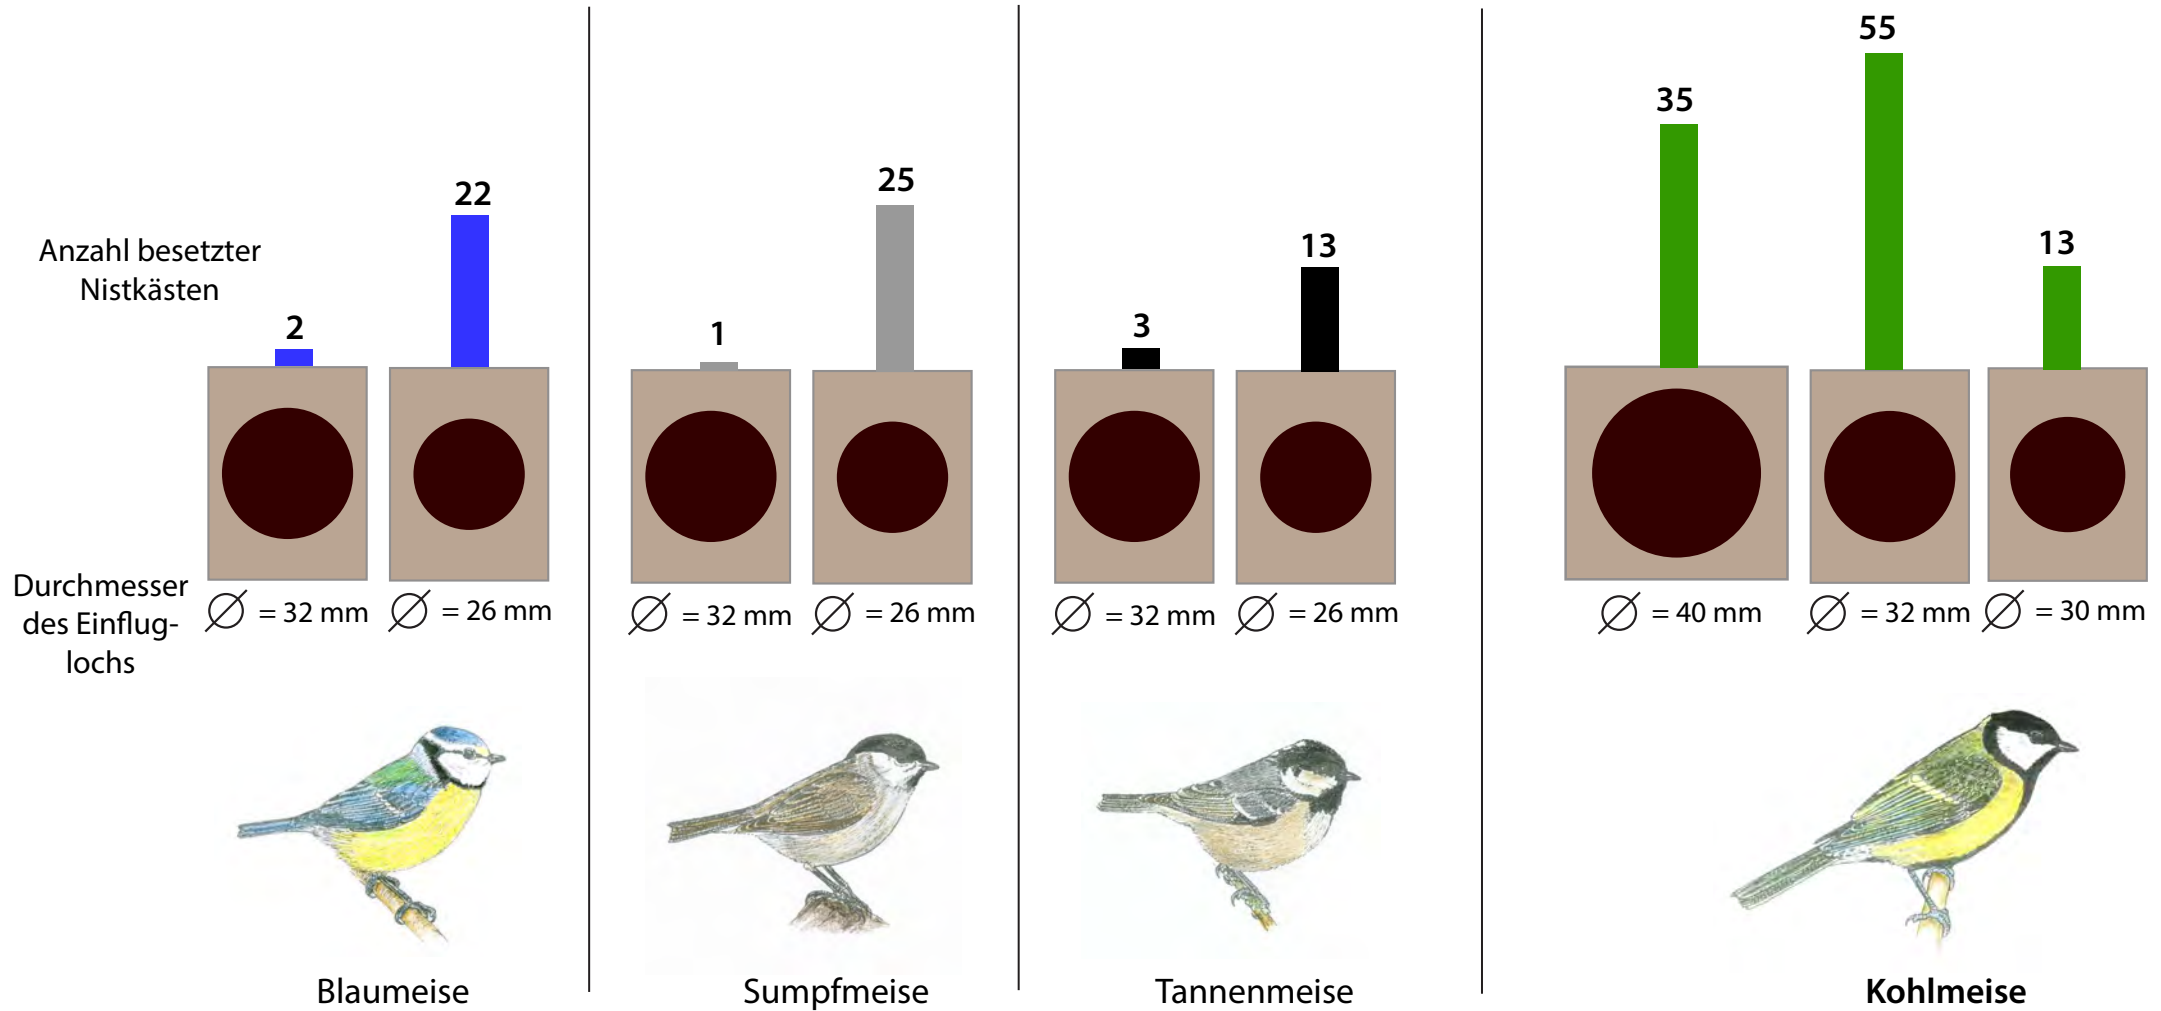 55
35
25
22
13
13
Anzahl besetzter
Nistkästen
2
1
3
Durchmesser
des Einflug-
lochs
= 32 mm
= 26 mm
= 32 mm
= 26 mm
= 32 mm
= 26 mm
= 40 mm
= 32 mm
= 30 mm
Blaumeise
Sumpfmeise
Tannenmeise
Kohlmeise